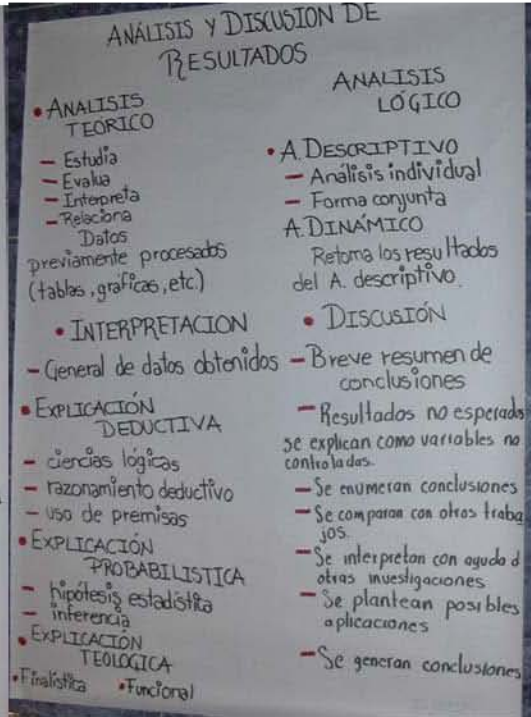 ANÁLISIS Y DISCUSION DE
RESULTADOS
• ANALISIS
TEÓRICO
– Estudia
– Evalua
– Interpreta
– Relaciona
Datos
previamente procesados
(tablas, graficas, etc.)
• INTERPRETACION
– General de datos obtenidos
• EXPLICACIÓN
DEDUCTIVA
– ciencias lógicas
– razonamiento deductivo
– uso de premisas
• EXPLICACIÓN
PROBABILISTICA
– hipótesis estadística
– inferencia
• EXPLICACIÓN
TEOLOGICA
• Finalística • Funcional
ANALISIS
LÓGICO
• A. DESCRIPTIVO
– Análisis individual
– Forma conjunta
A. DINÁMICO
Retoma los resultados
del A. descriptivo.
• DISCUSIÓN
– Breve resumen de
conclusiones
– Resultados no esperados
se explican como variables no
controladas.
– Se enumeran conclusiones
– Se comparan con otros traba
jos.
– Se interpretan con ayuda d
otras investigaciones
– Se plantean posibles
aplicaciones
– Se generan conclusiones